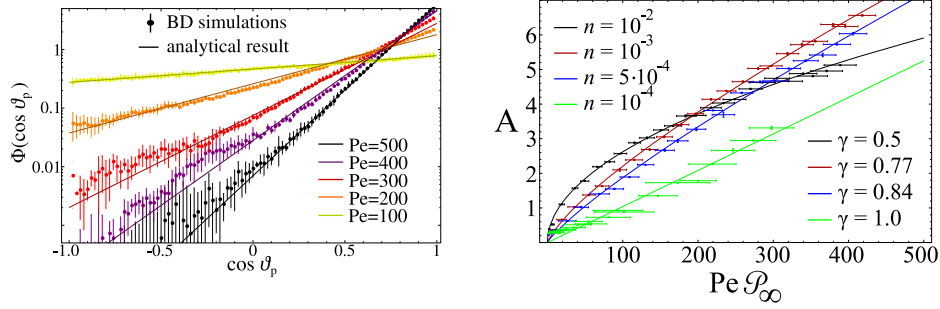 BD simulations
analytical result
Φ(cos ϑp)
1
0.1
0.01
Pe=500
Pe=400
Pe=300
Pe=200
Pe=100
-1.0 -0.5 0.0 0.5 1
cos ϑp
A
6
5
4
3
2
1
n = 10⁻²
n = 10⁻³
n = 5·10⁻⁴
n = 10⁻⁴
γ = 0.5
γ = 0.77
γ = 0.84
γ = 1.0
100 200 300 400 500
Pe 𝒫∞